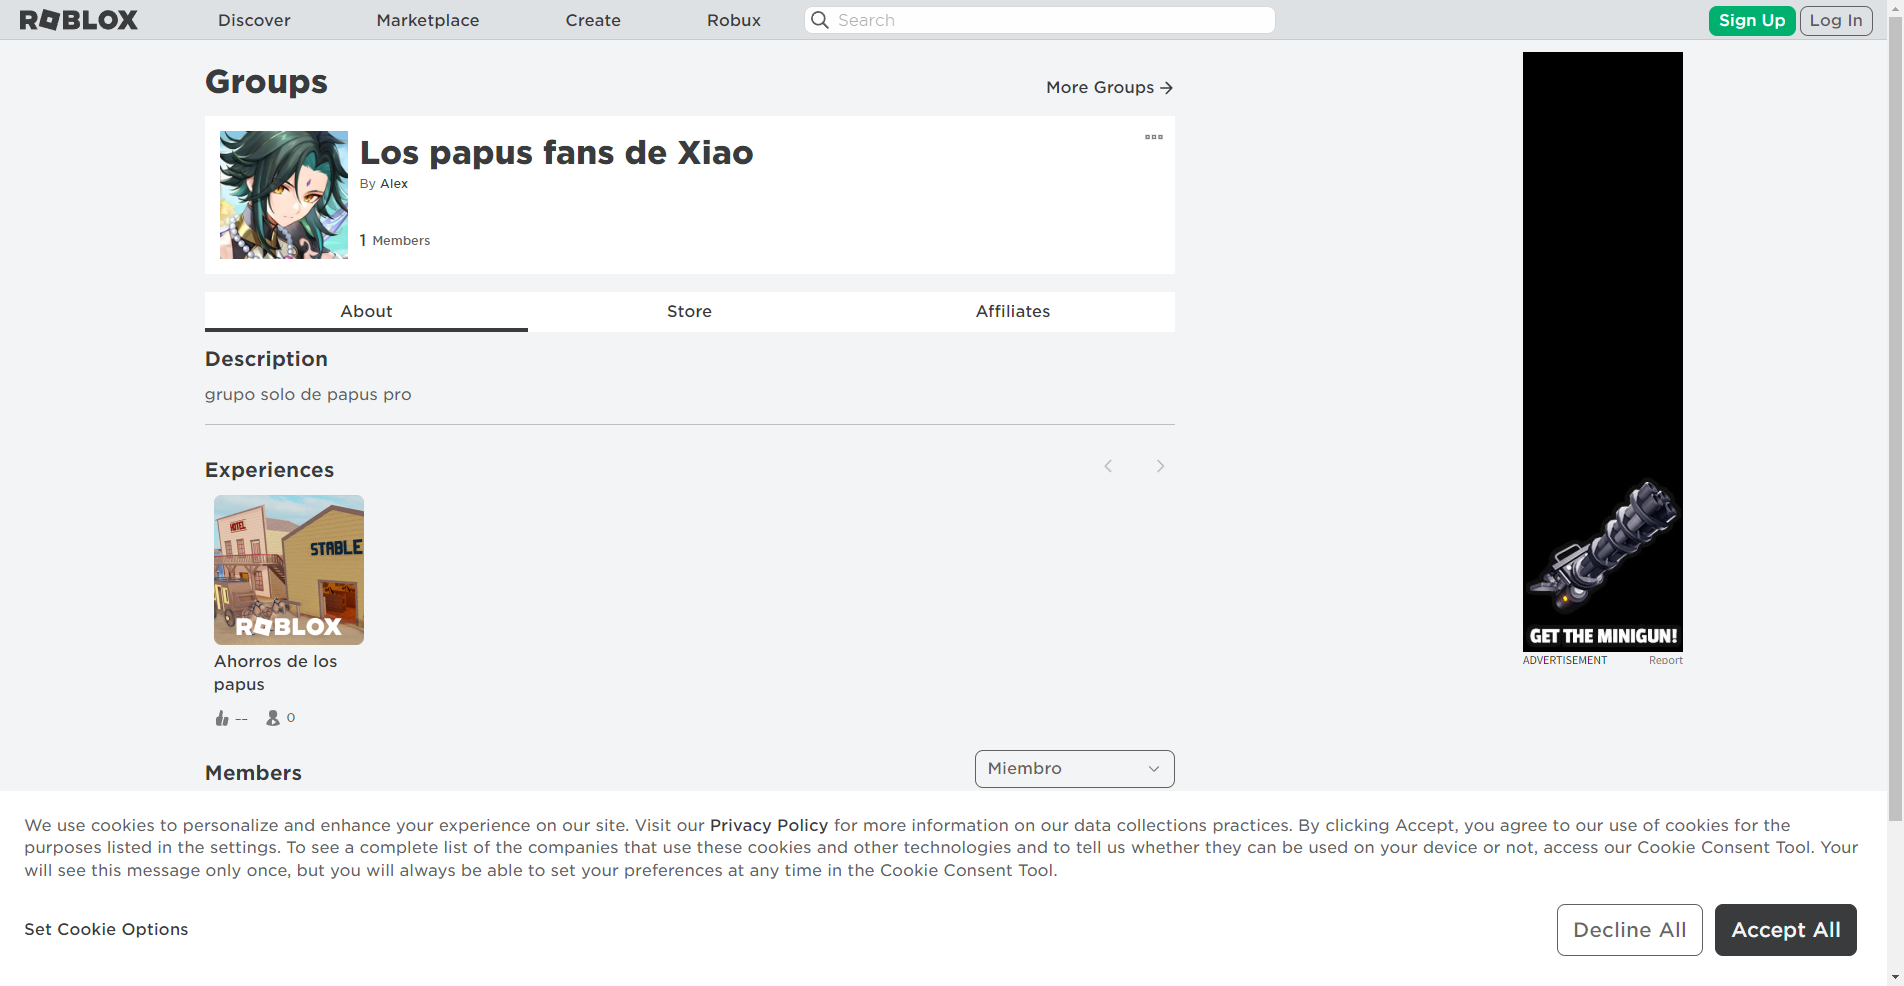 ROBLOX
Discover
Marketplace
Create
Robux
Search
Sign Up
Log In
Groups
More Groups
Los papus fans de Xiao
By Alex
1 Members
About
Store
Affiliates
Description
grupo solo de papus pro
Experiences
HOTEL
STABLE
ROBLOX
Ahorros de los
papus
--
0
GET THE MINIGUN!
ADVERTISEMENT
Report
Members
Miembro
We use cookies to personalize and enhance your experience on our site. Visit our Privacy Policy for more information on our data collections practices. By clicking Accept, you agree to our use of cookies for the
purposes listed in the settings. To see a complete list of the companies that use these cookies and other technologies and to tell us whether they can be used on your device or not, access our Cookie Consent Tool. Your
will see this message only once, but you will always be able to set your preferences at any time in the Cookie Consent Tool.
Set Cookie Options
Decline All
Accept All